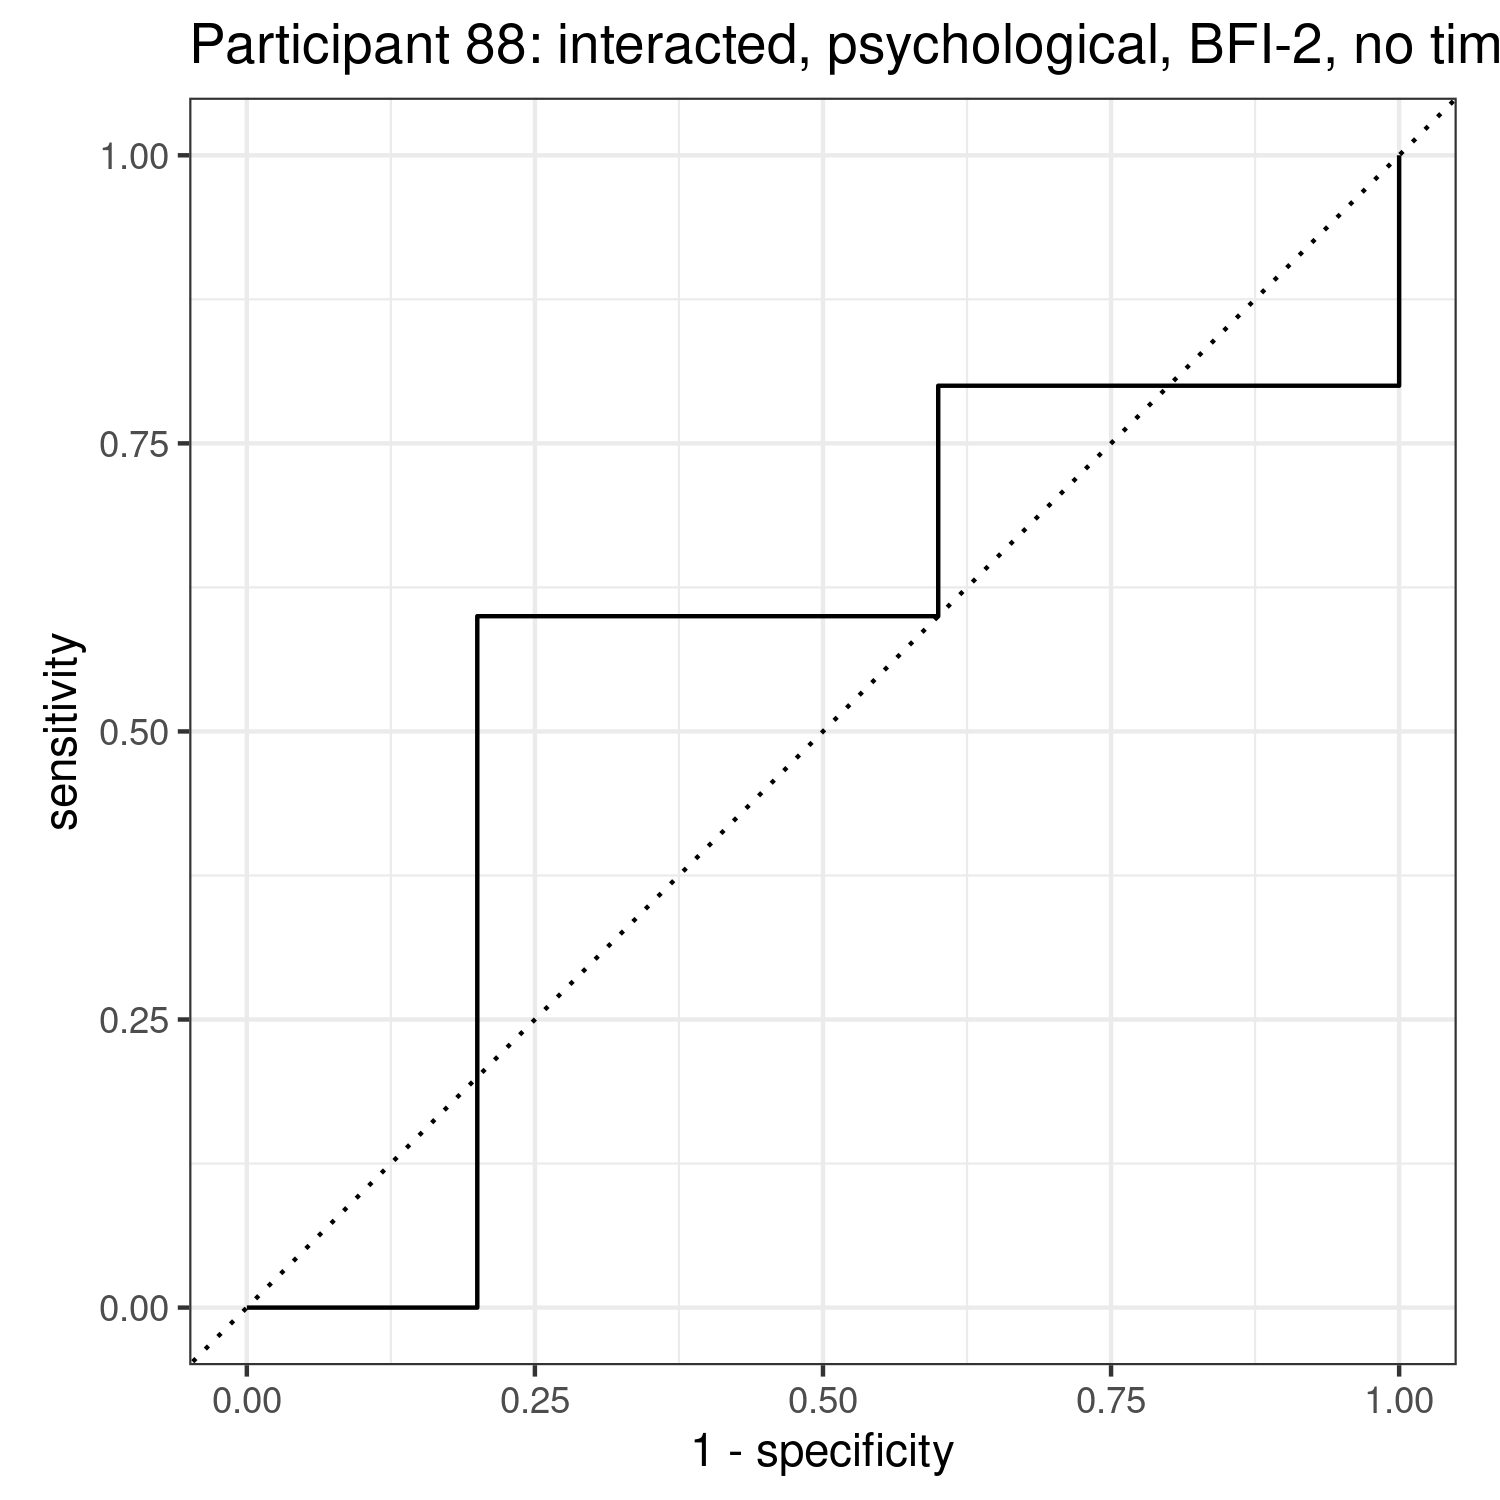 Participant 88: interacted, psychological, BFI-2, no tim
1.00
0.75
0.50
0.25
0.00
sensitivity
0.00 0.25 0.50 0.75 1.00
1 - specificity